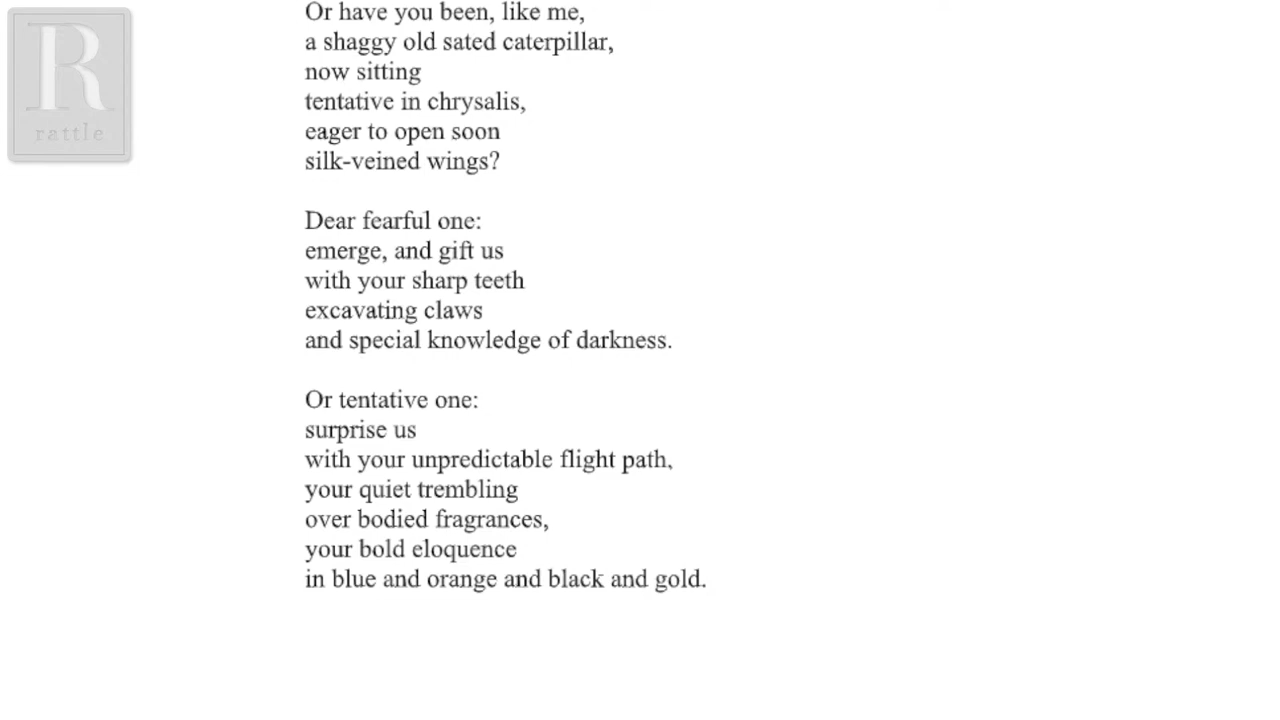 R
rattle
Or have you been, like me,
a shaggy old sated caterpillar,
now sitting
tentative in chrysalis,
eager to open soon
silk-veined wings?
Dear fearful one:
emerge, and gift us
with your sharp teeth
excavating claws
and special knowledge of darkness.
Or tentative one:
surprise us
with your unpredictable flight path,
your quiet trembling
over bodied fragrances,
your bold eloquence
in blue and orange and black and gold.